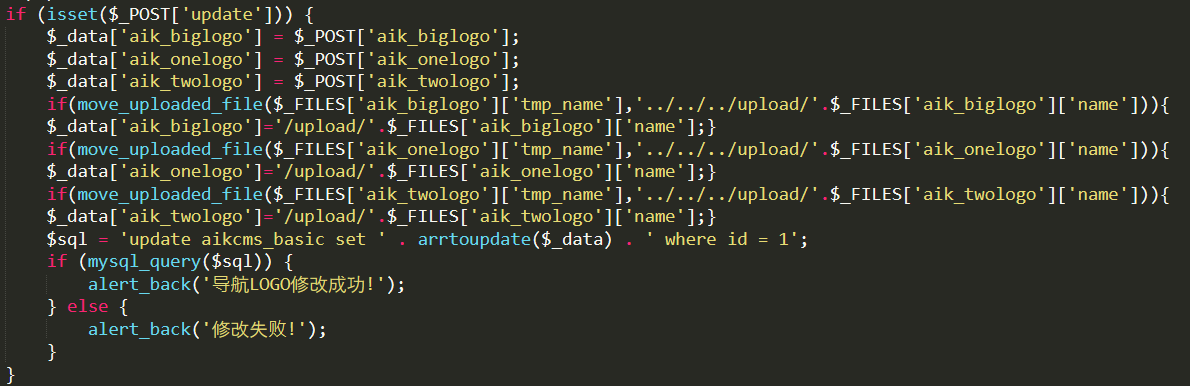 if (isset($_POST['update'])) {
    $_data['aik_biglogo'] = $_POST['aik_biglogo'];
    $_data['aik_onelogo'] = $_POST['aik_onelogo'];
    $_data['aik_twologo'] = $_POST['aik_twologo'];
    if(move_uploaded_file($_FILES['aik_biglogo']['tmp_name'],'../../../upload/'.$_FILES['aik_biglogo']['name'])){
    $_data['aik_biglogo']='/upload/'.$_FILES['aik_biglogo']['name'];}
    if(move_uploaded_file($_FILES['aik_onelogo']['tmp_name'],'../../../upload/'.$_FILES['aik_onelogo']['name'])){
    $_data['aik_onelogo']='/upload/'.$_FILES['aik_onelogo']['name'];}
    if(move_uploaded_file($_FILES['aik_twologo']['tmp_name'],'../../../upload/'.$_FILES['aik_twologo']['name'])){
    $_data['aik_twologo']='/upload/'.$_FILES['aik_twologo']['name'];}
    $sql = 'update aikcms_basic set ' . arrtoupdate($_data) . ' where id = 1';
    if (mysql_query($sql)) {
        alert_back('导航LOGO修改成功!');
    } else {
        alert_back('修改失败!');
    }
}